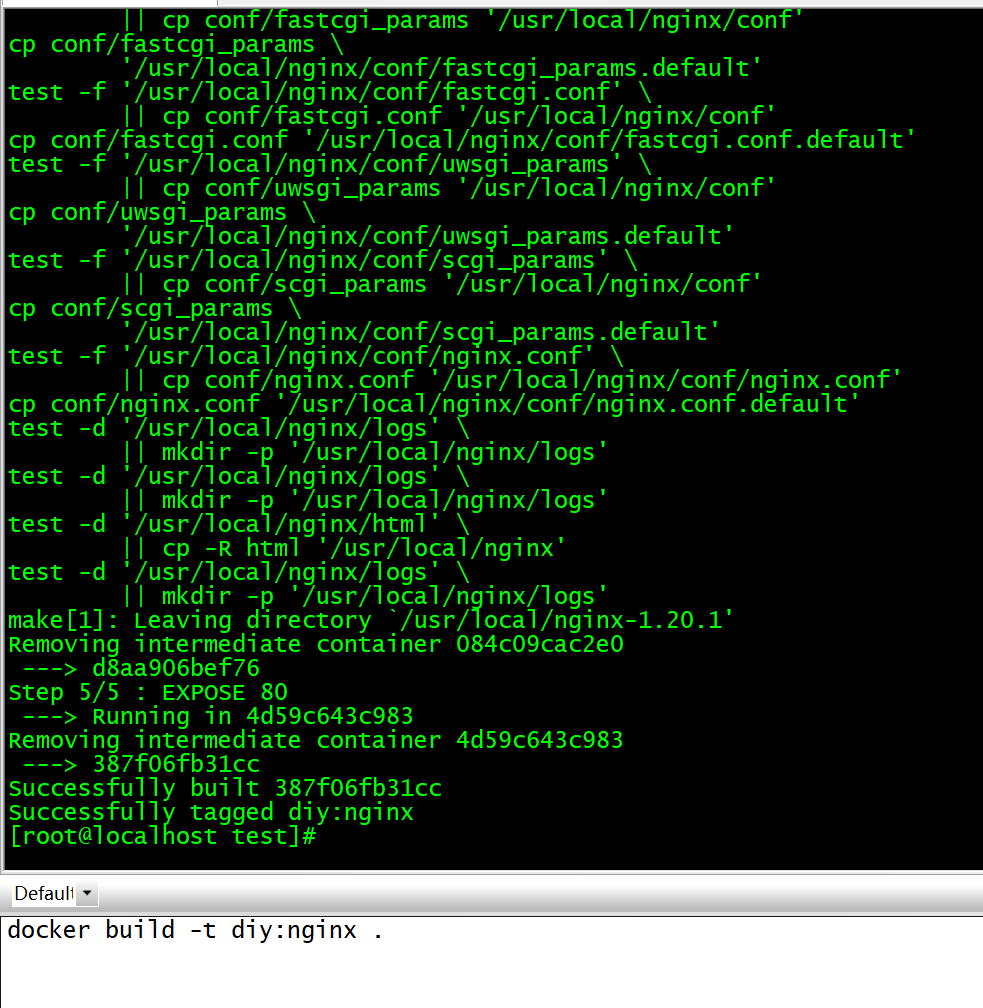 || cp conf/fastcgi_params '/usr/local/nginx/conf'
cp conf/fastcgi_params \
        '/usr/local/nginx/conf/fastcgi_params.default'
test -f '/usr/local/nginx/conf/fastcgi.conf' \
        || cp conf/fastcgi.conf '/usr/local/nginx/conf'
cp conf/fastcgi.conf '/usr/local/nginx/conf/fastcgi.conf.default'
test -f '/usr/local/nginx/conf/uwsgi_params' \
        || cp conf/uwsgi_params '/usr/local/nginx/conf'
cp conf/uwsgi_params \
        '/usr/local/nginx/conf/uwsgi_params.default'
test -f '/usr/local/nginx/conf/scgi_params' \
        || cp conf/scgi_params '/usr/local/nginx/conf'
cp conf/scgi_params \
        '/usr/local/nginx/conf/scgi_params.default'
test -f '/usr/local/nginx/conf/nginx.conf' \
        || cp conf/nginx.conf '/usr/local/nginx/conf/nginx.conf'
cp conf/nginx.conf '/usr/local/nginx/conf/nginx.conf.default'
test -d '/usr/local/nginx/logs' \
        || mkdir -p '/usr/local/nginx/logs'
test -d '/usr/local/nginx/logs' \
        || mkdir -p '/usr/local/nginx/logs'
test -d '/usr/local/nginx/html' \
        || cp -R html '/usr/local/nginx'
test -d '/usr/local/nginx/logs' \
        || mkdir -p '/usr/local/nginx/logs'
make[1]: Leaving directory `/usr/local/nginx-1.20.1'
Removing intermediate container 084c09cac2e0
 ---> d8aa906bef76
Step 5/5 : EXPOSE 80
 ---> Running in 4d59c643c983
Removing intermediate container 4d59c643c983
 ---> 387f06fb31cc
Successfully built 387f06fb31cc
Successfully tagged diy:nginx
[root@localhost test]#
Default
docker build -t diy:nginx .